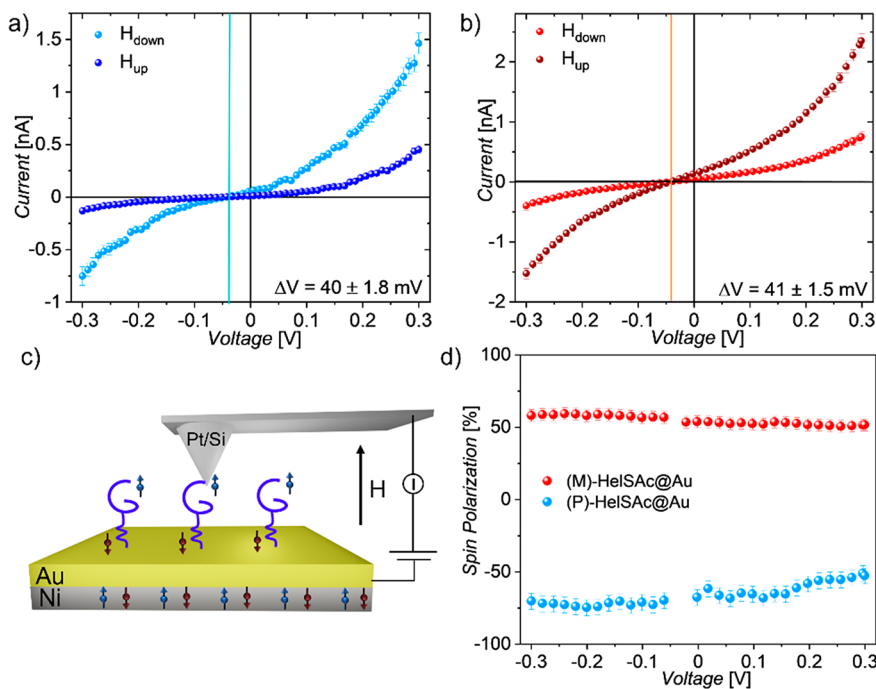 a)
H_down
H_up
Current [nA]
1.5
1.0
0.5
0
-0.5
-1
-0.3 -0.2 -0.1 0 0.1 0.2 0.3
Voltage [V]
ΔV = 40 ± 1.8 mV
b)
H_down
H_up
Current [nA]
2
1
0
-1
-2
-0.3 -0.2 -0.1 0 0.1 0.2 0.3
Voltage [V]
ΔV = 41 ± 1.5 mV
c)
Pt/Si
H
I
Au
Ni
d)
Spin Polarization [%]
100
50
0
-50
-100
(M)-HelSAc@Au
(P)-HelSAc@Au
-0.3 -0.2 -0.1 0 0.1 0.2 0.3
Voltage [V]